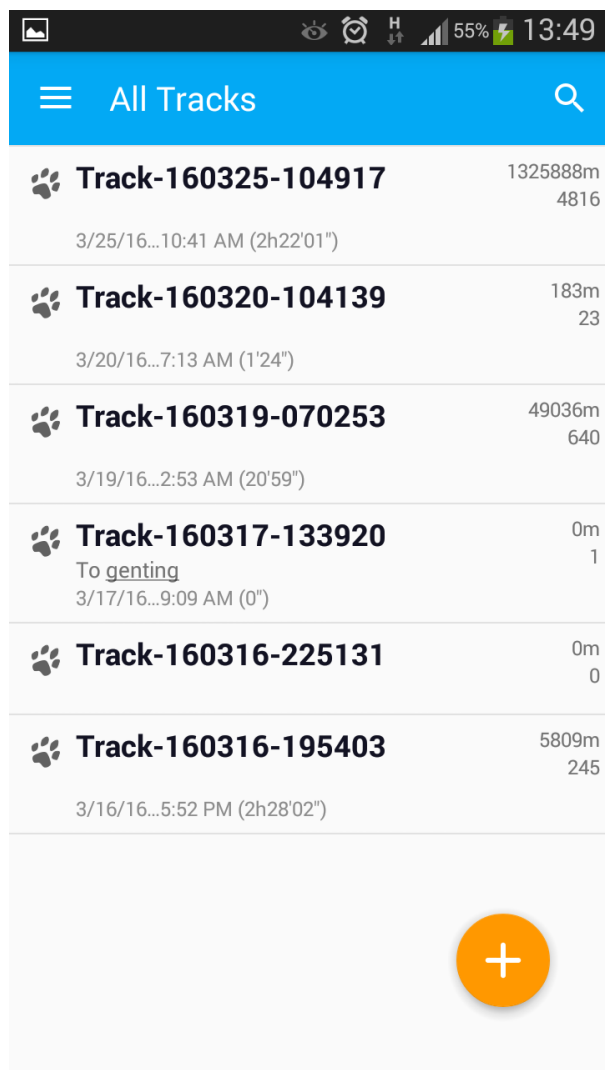 H 55% 13:49
All Tracks
Track-160325-104917 1325888m
4816
3/25/16...10:41 AM (2h22'01")
Track-160320-104139 183m
23
3/20/16...7:13 AM (1'24")
Track-160319-070253 49036m
640
3/19/16...2:53 AM (20'59")
Track-160317-133920 0m
To genting 1
3/17/16...9:09 AM (0")
Track-160316-225131 0m
0
Track-160316-195403 5809m
245
3/16/16...5:52 PM (2h28'02")